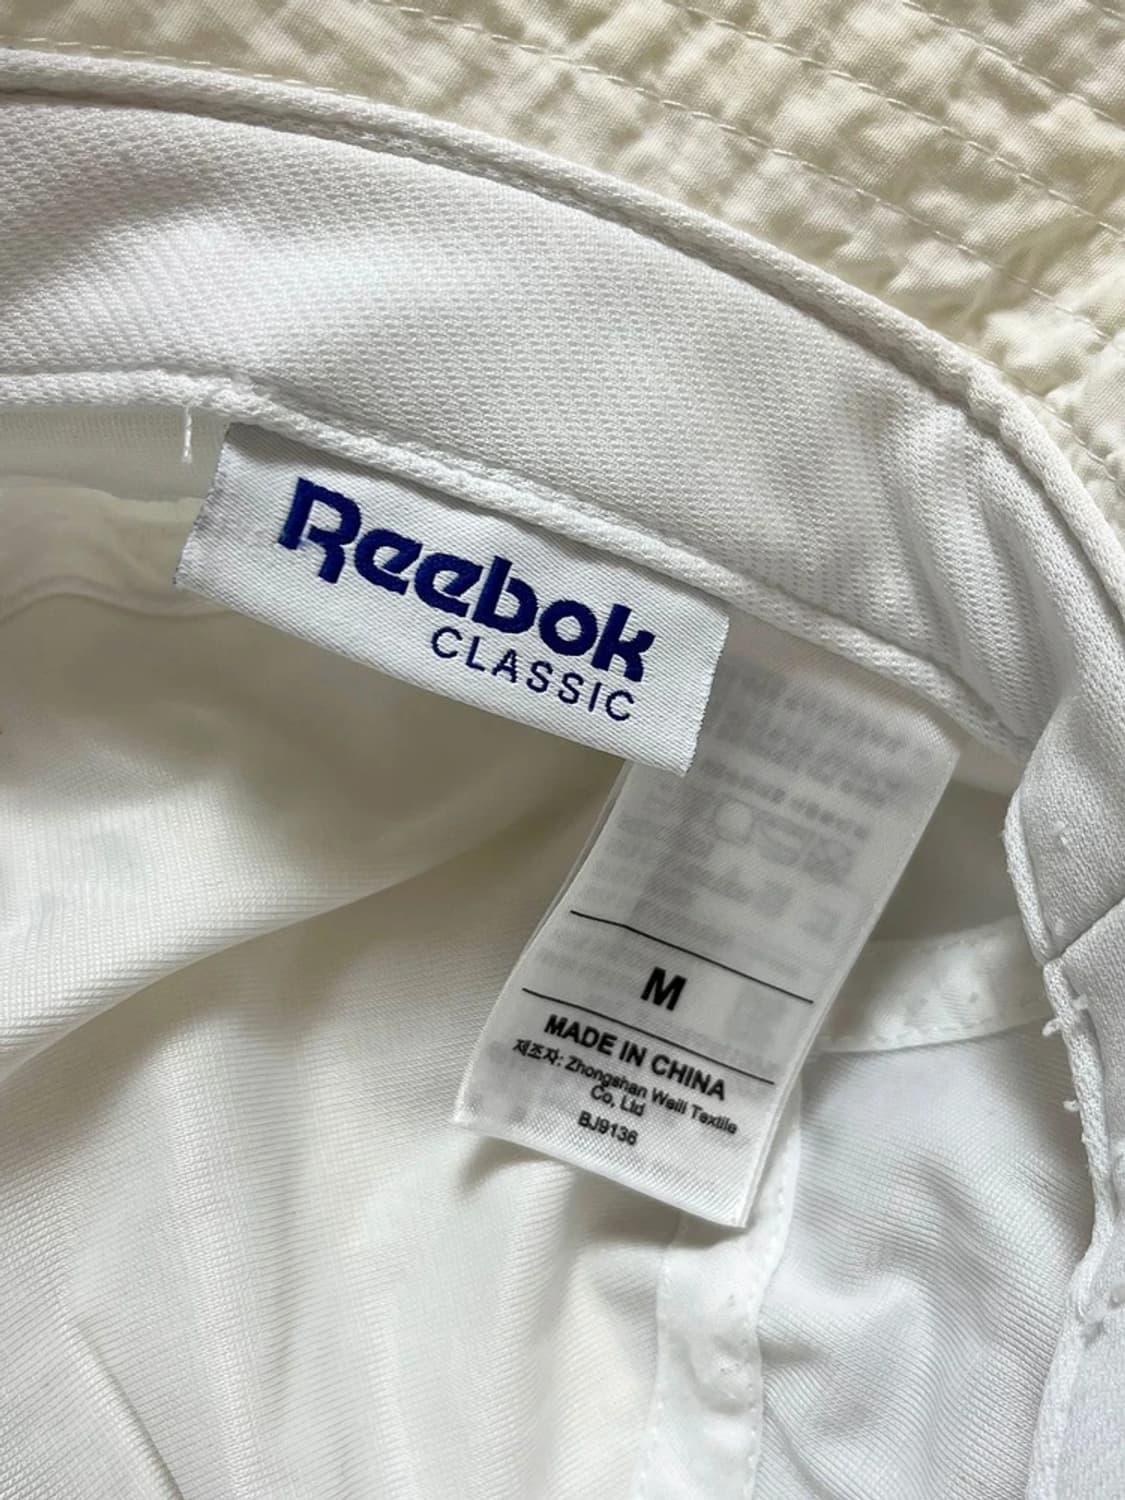 Reebok
CLASSIC
M
MADE IN CHINA
제조자: Zhongshan Weili Textile
Co, Ltd
BJ9136